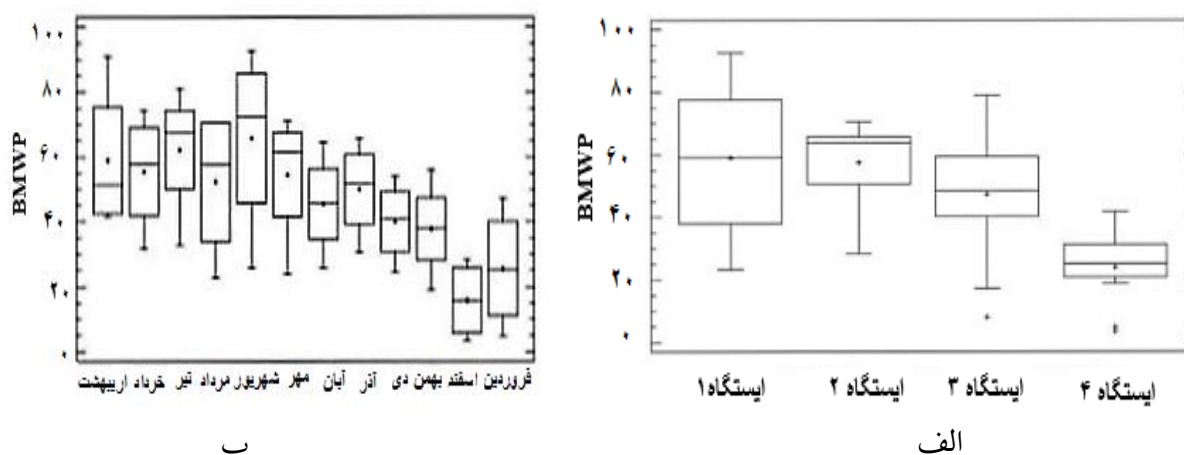 BMWP
۱۰۰
۸۰
۶۰
۴۰
۲۰
۰
اریبهشت خرداد تیر مرداد شهریور مهر آبان آذر دی بهمن اسفند فروردین
ب
BMWP
۱۰۰
۸۰
۶۰
۴۰
۲۰
۰
ایستگاه۱ ایستگاه ۲ ایستگاه ۳ ایستگاه ۴
الف